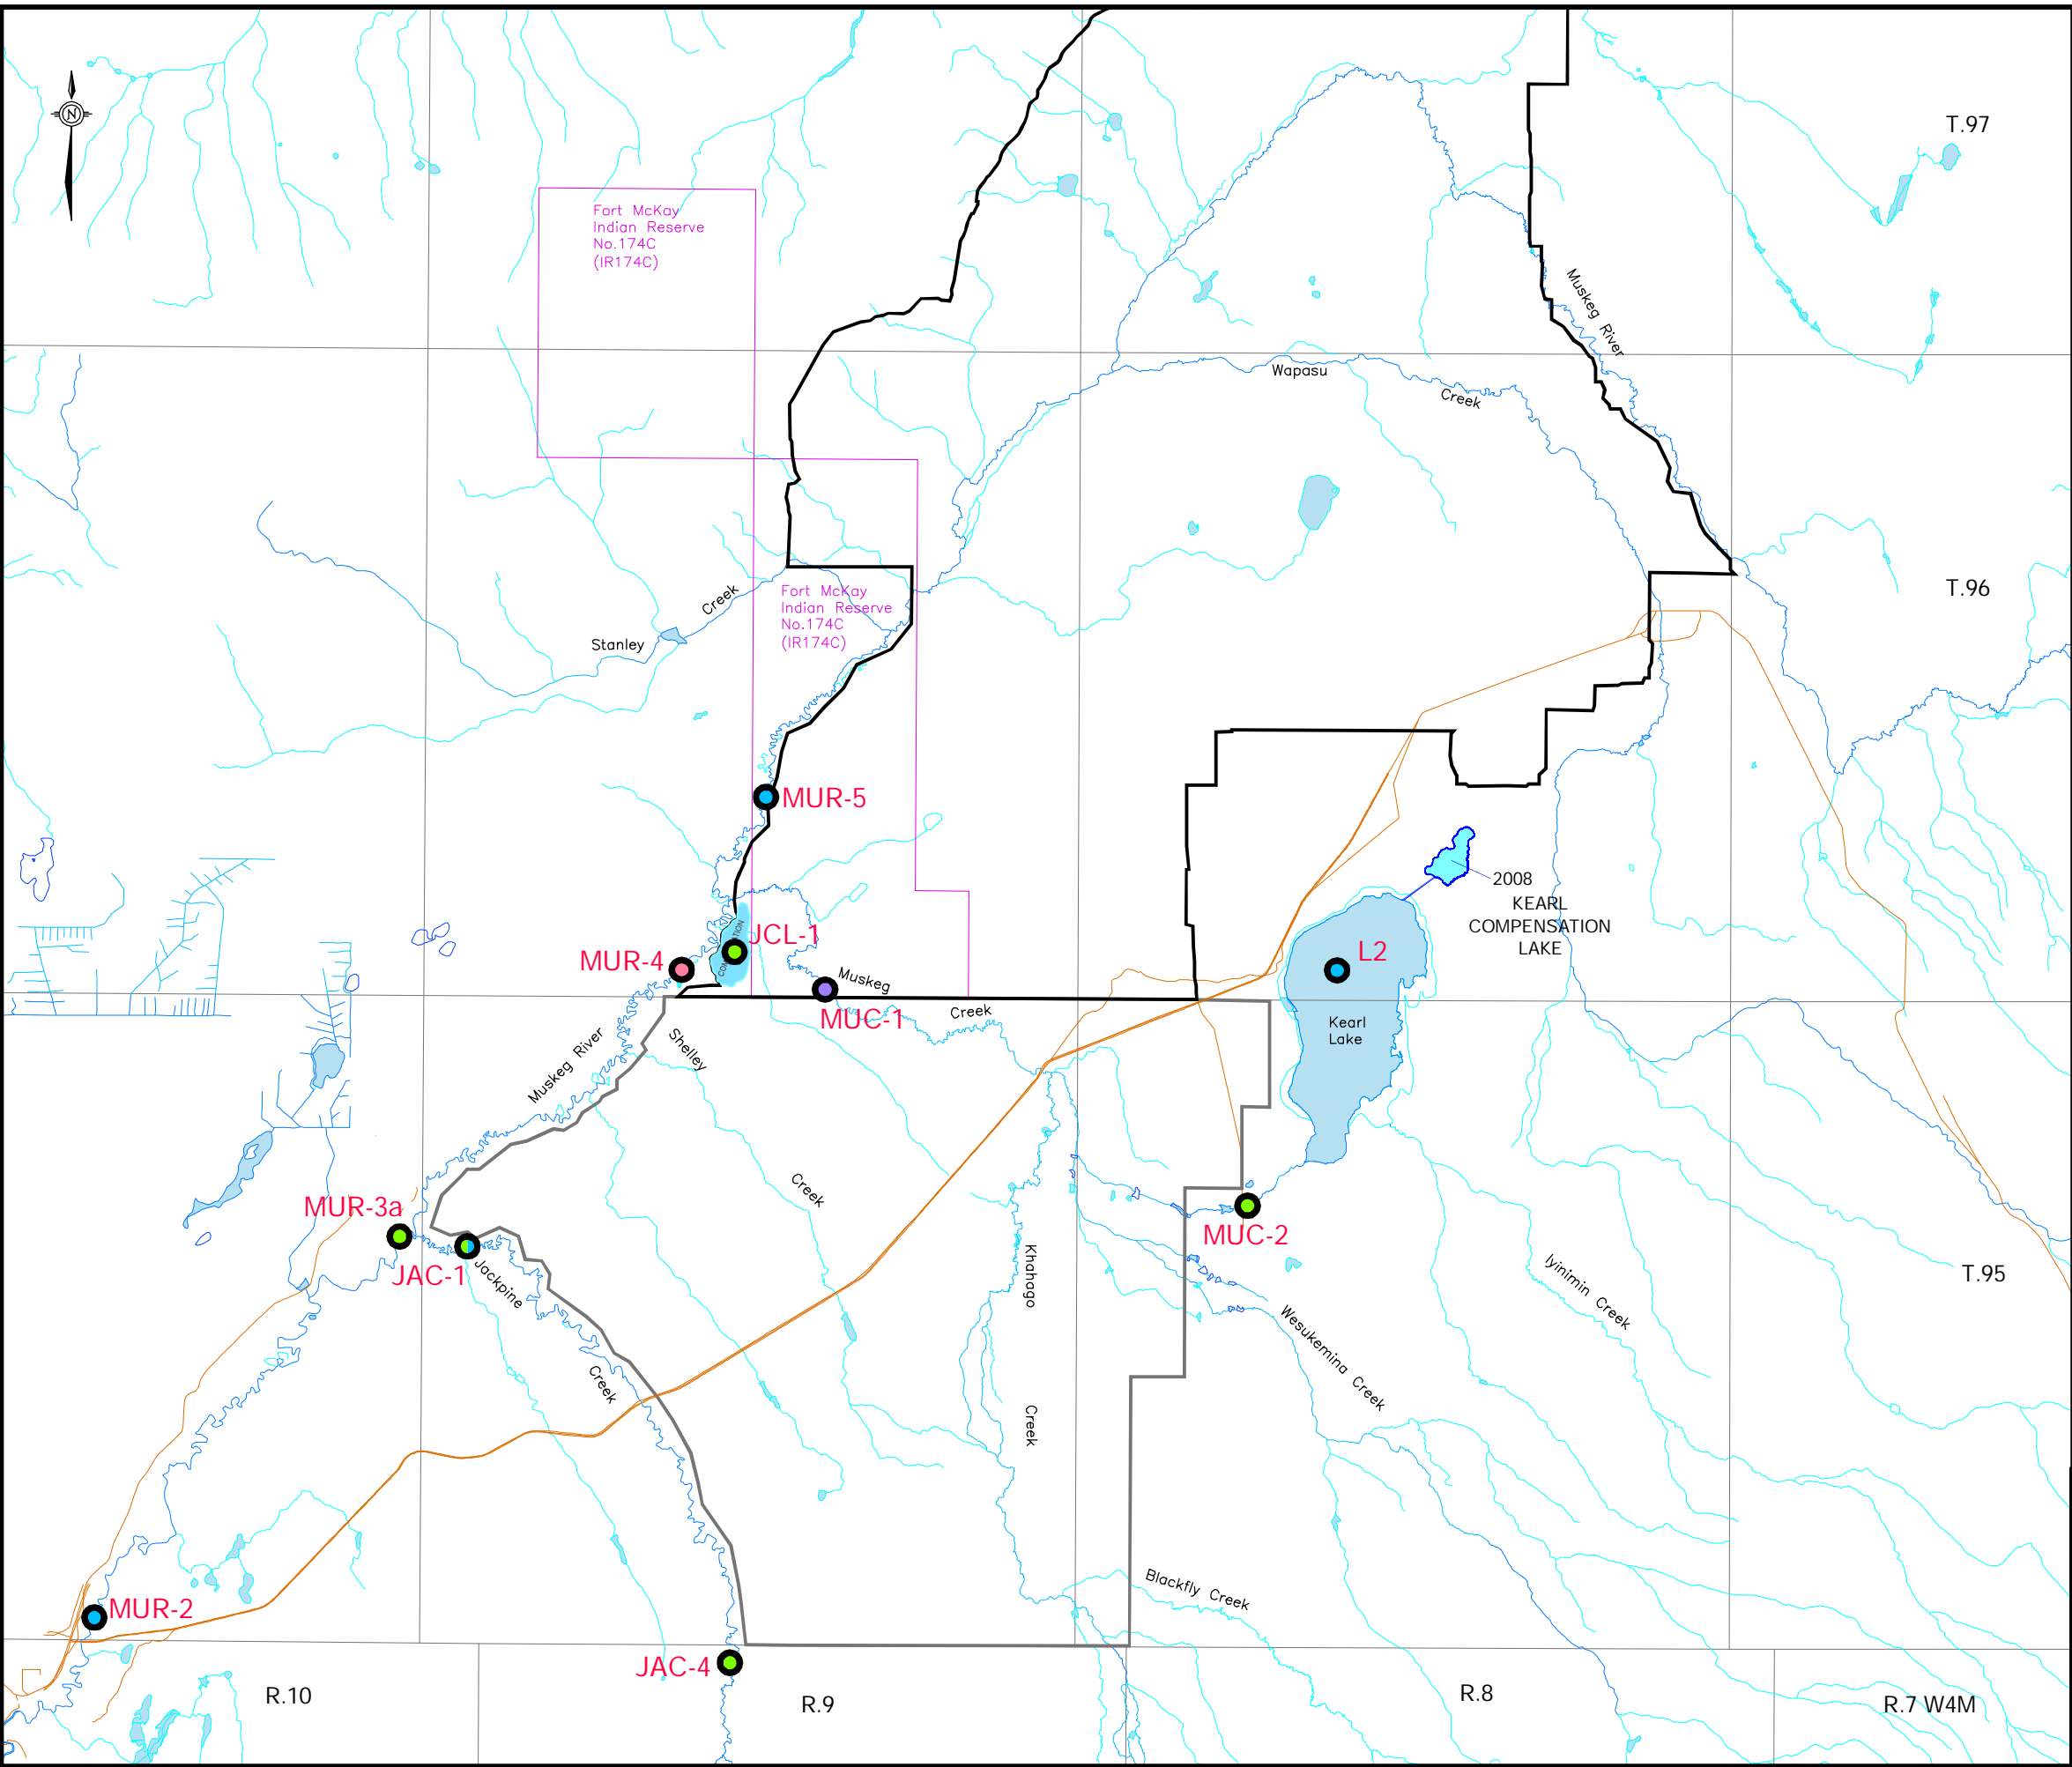 N
T.97
Fort McKay
Indian Reserve
No.174C
(IR174C)
Muskeg River
Wapasu
Creek
Fort McKay
Indian Reserve
No.174C
(IR174C)
T.96
Stanley
Creek
MUR-5
2008
KEARL
COMPENSATION
LAKE
JCL-1
MUR-4
L2
Muskeg
Creek
MUC-1
Kearl
Lake
Muskeg River
Shelley
Creek
MUR-3a
MUC-2
JAC-1
Jackpine
Creek
Khahago
Creek
Iyinimin Creek
T.95
Wesukemina Creek
Blackfly Creek
MUR-2
JAC-4
R.10
R.9
R.8
R.7 W4M